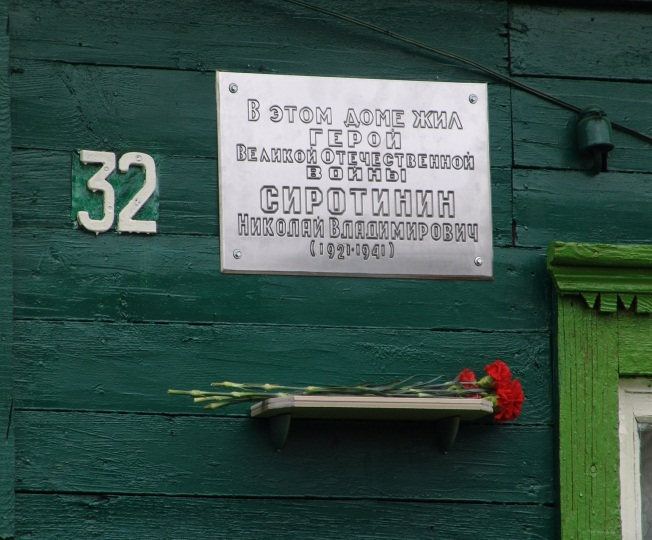 32
В ЭТОМ ДОМЕ ЖИЛ
ГЕРОЙ
ВЕЛИКОЙ ОТЕЧЕСТВЕННОЙ
ВОЙНЫ
СИРОТИНИН
НИКОЛАЙ ВЛАДИМИРОВИЧ
(1921-1941)